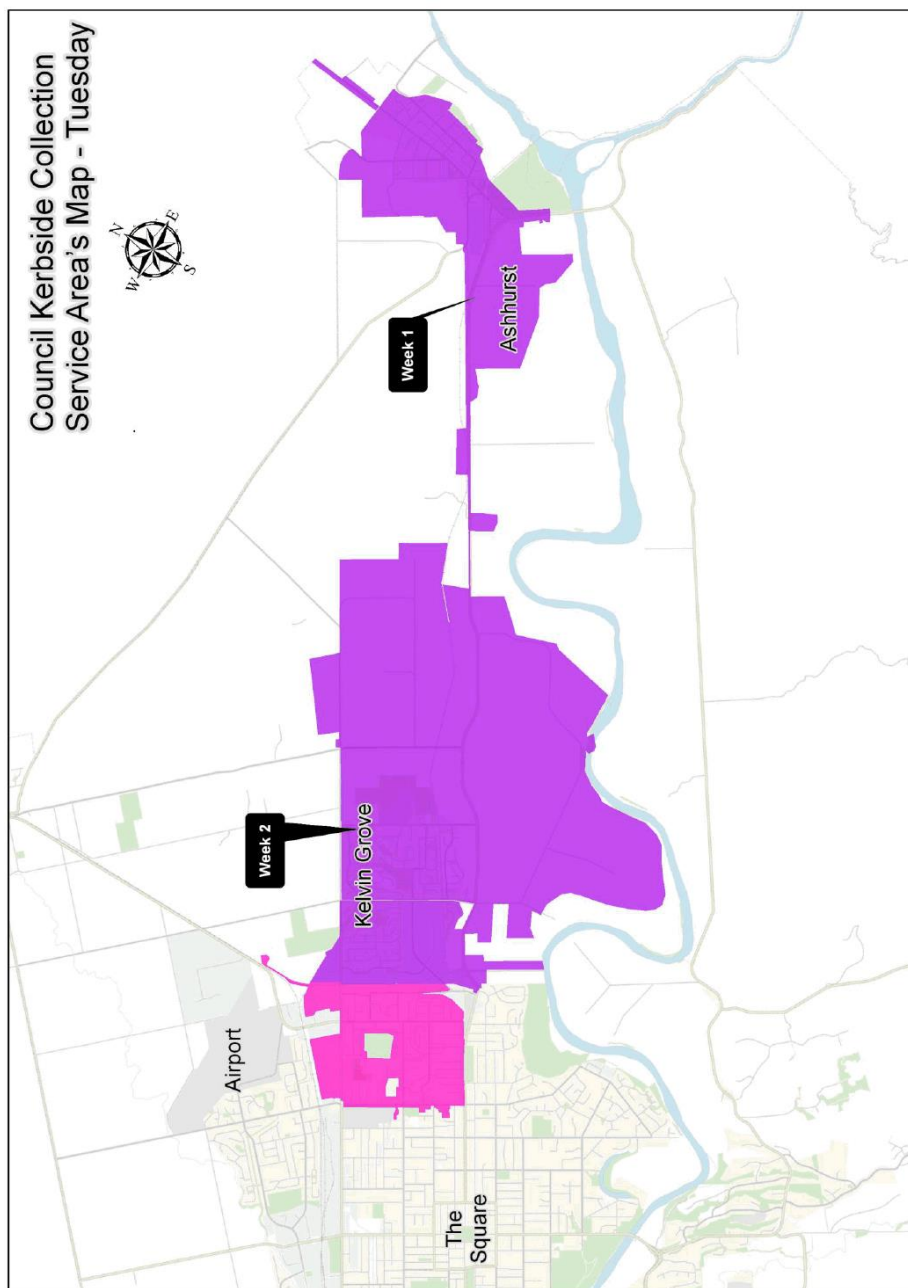 Council Kerbside Collection
Service Area's Map - Tuesday
N
E
S
W
Week 1
Ashhurst
Week 2
Kelvin Grove
Airport
The
Square